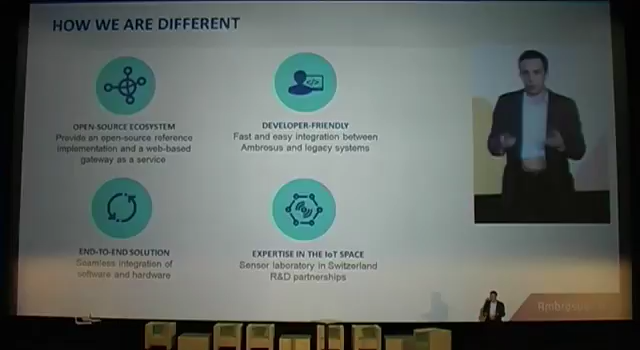 HOW WE ARE DIFFERENT
OPEN-SOURCE ECOSYSTEM
Provide an open-source reference
implementation and a web-based
gateway as a service
DEVELOPER-FRIENDLY
Fast and easy integration between
Ambrosus and legacy systems
END-TO-END SOLUTION
Seamless integration of
software and hardware
EXPERTISE IN THE IoT SPACE
Sensor laboratory in Switzerland
R&D partnerships